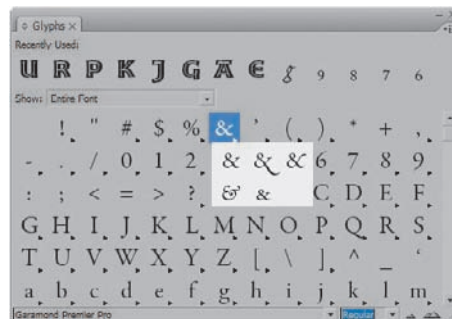 Glyphs ×
Recently Used:
U R P K J G A E g 9 8 7 6
Show: Entire Font
! " # $ % & ' ( ) * + ,
- . / 0 1 2 & & & 6 7 8 9
: ; < = > ? & & C D E F
G H I J K L M N O P Q R S
T U V W X Y Z [ \ ] ^ _ ‘
a b c d e f g h i j k l m
Garamond Premier Pro Regular